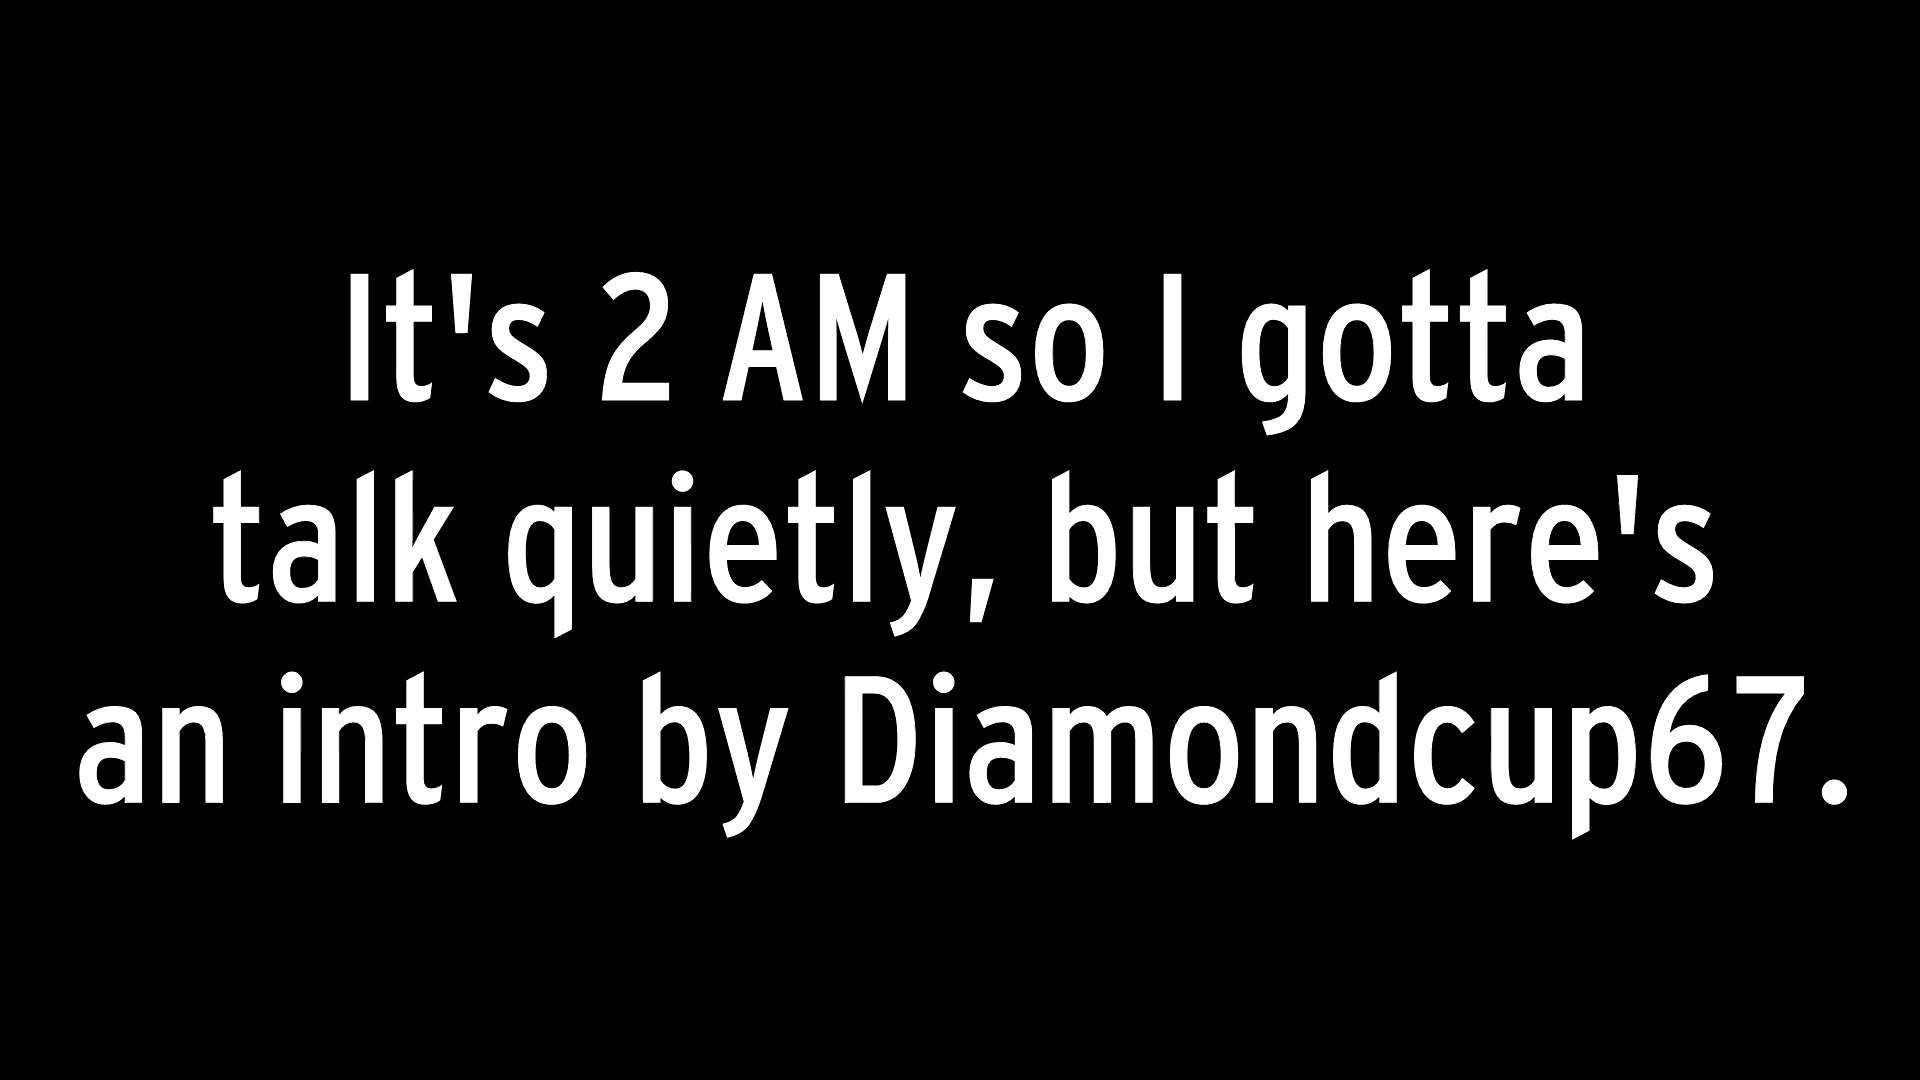 It's 2 AM so I gotta
talk quietly, but here's
an intro by Diamondcup67.